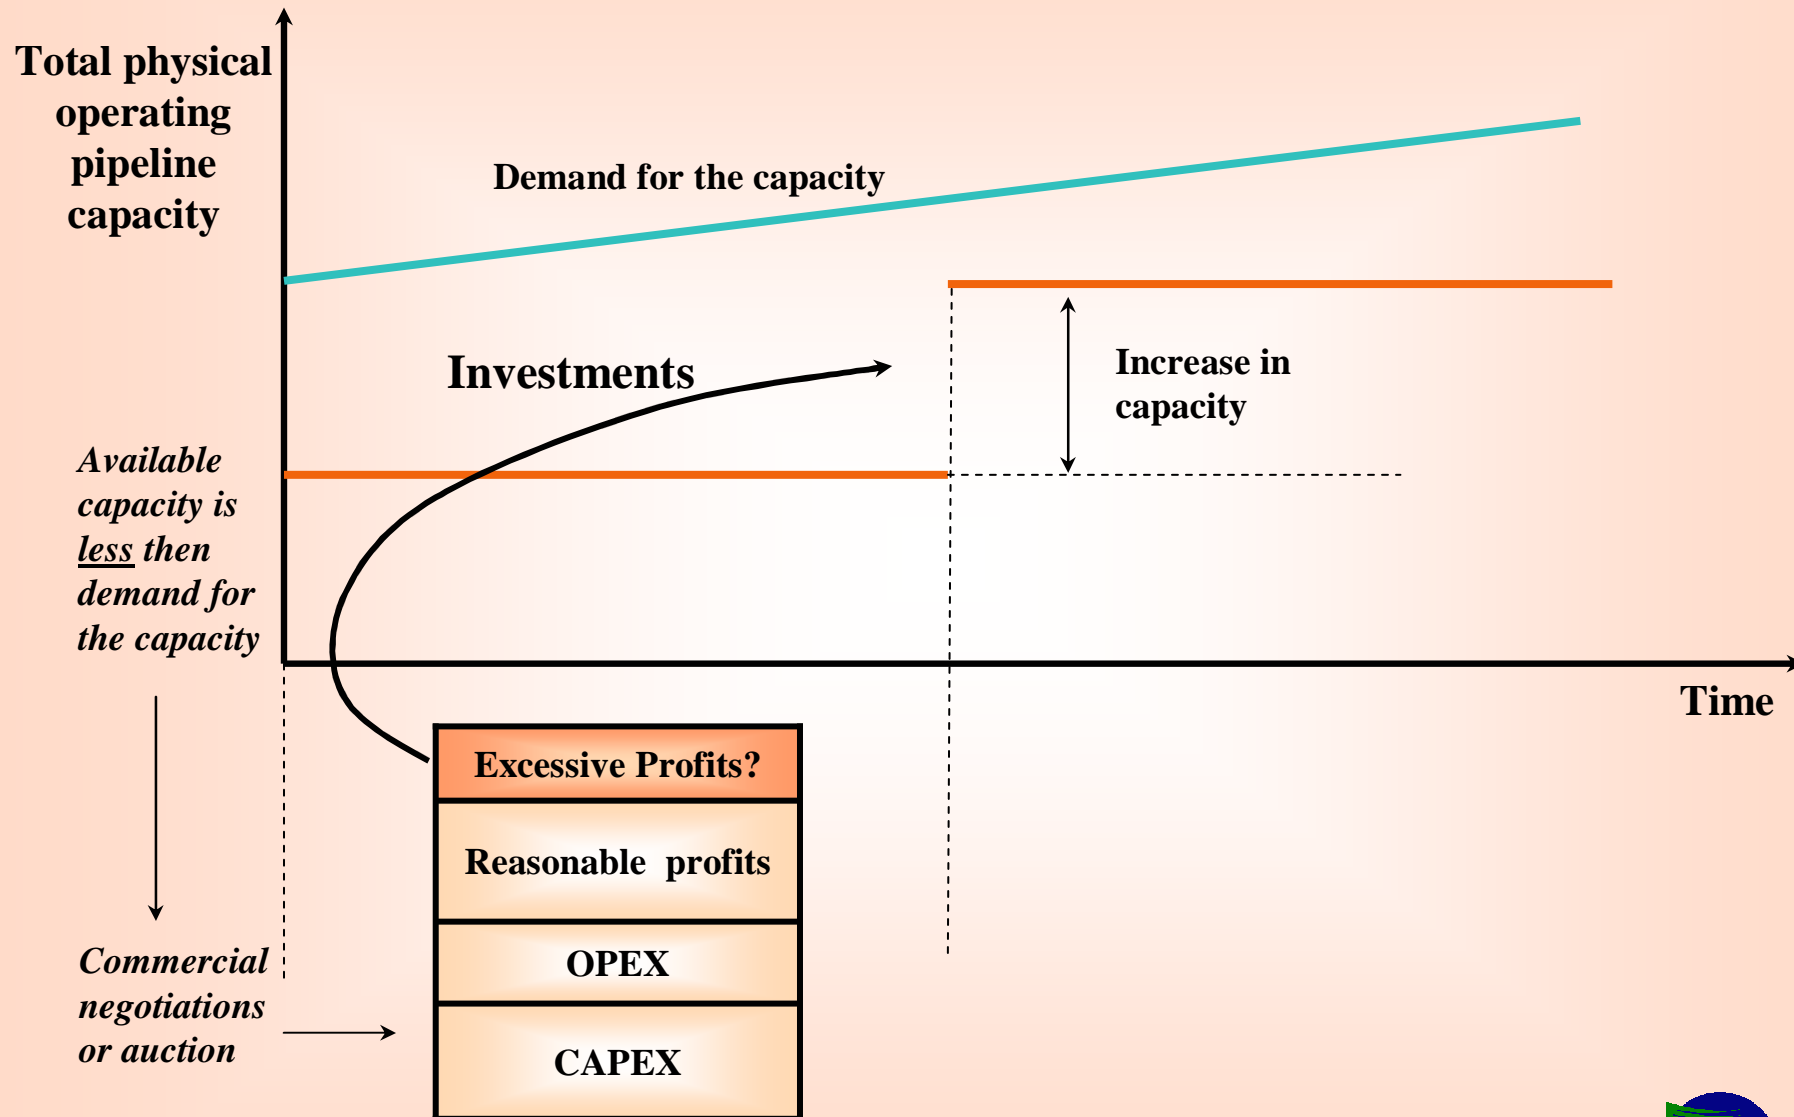 Total physical
operating
pipeline
capacity
Demand for the capacity
Investments
Increase in
capacity
Available
capacity is
less then
demand for
the capacity
Time
Excessive Profits?
Reasonable profits
OPEX
CAPEX
Commercial
negotiations
or auction